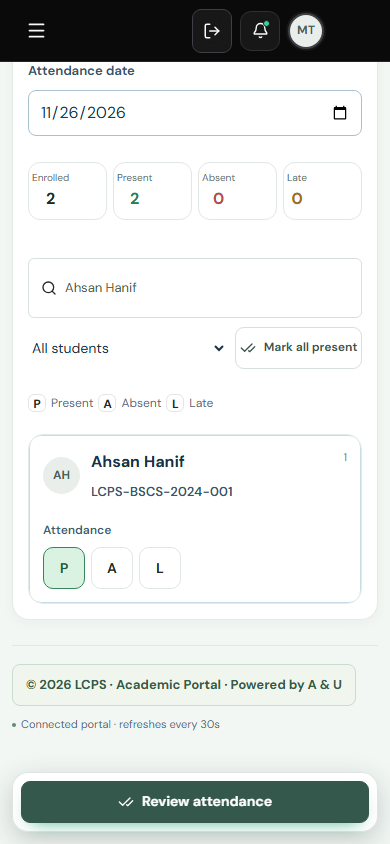 MT
Attendance date
11/26/2026
Enrolled Present Absent Late
2 2 0 0
Ahsan Hanif
All students Mark all present
P Present A Absent L Late
AH Ahsan Hanif 1
LCPS-BSCS-2024-001
Attendance
P A L
© 2026 LCPS · Academic Portal · Powered by A & U
• Connected portal · refreshes every 30s
Review attendance